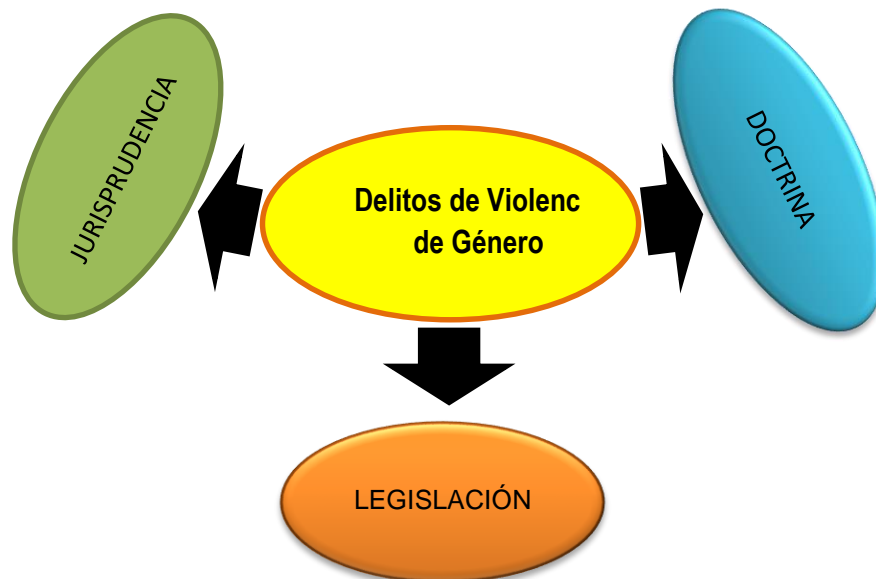 JURISPRUDENCIA
DOCTRINA
Delitos de Violenc
de Género
LEGISLACIÓN